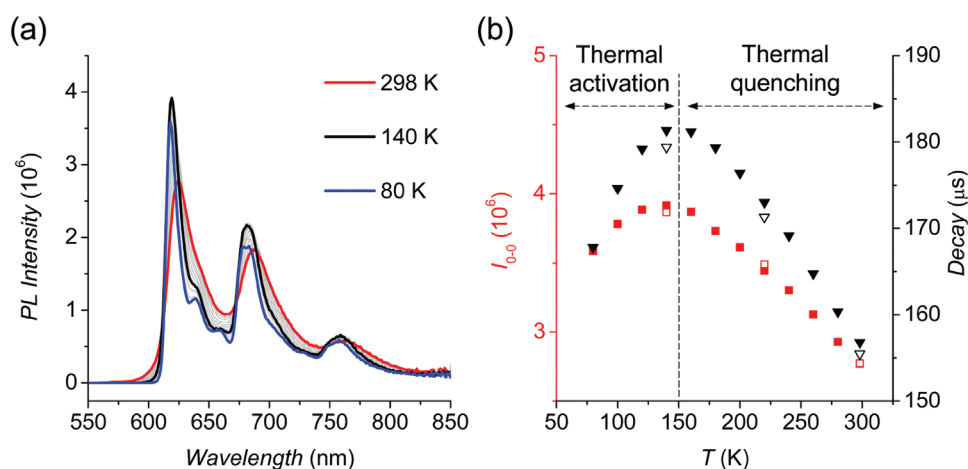 (a)
PL Intensity (10⁶)
4
3
2
1
0
298 K
140 K
80 K
550 600 650 700 750 800 850
Wavelength (nm)
(b)
Thermal activation
Thermal quenching
I₀₋₀ (10⁶)
5
4
3
190
180
170
160
150
Decay (μs)
50 100 150 200 250 300
T (K)